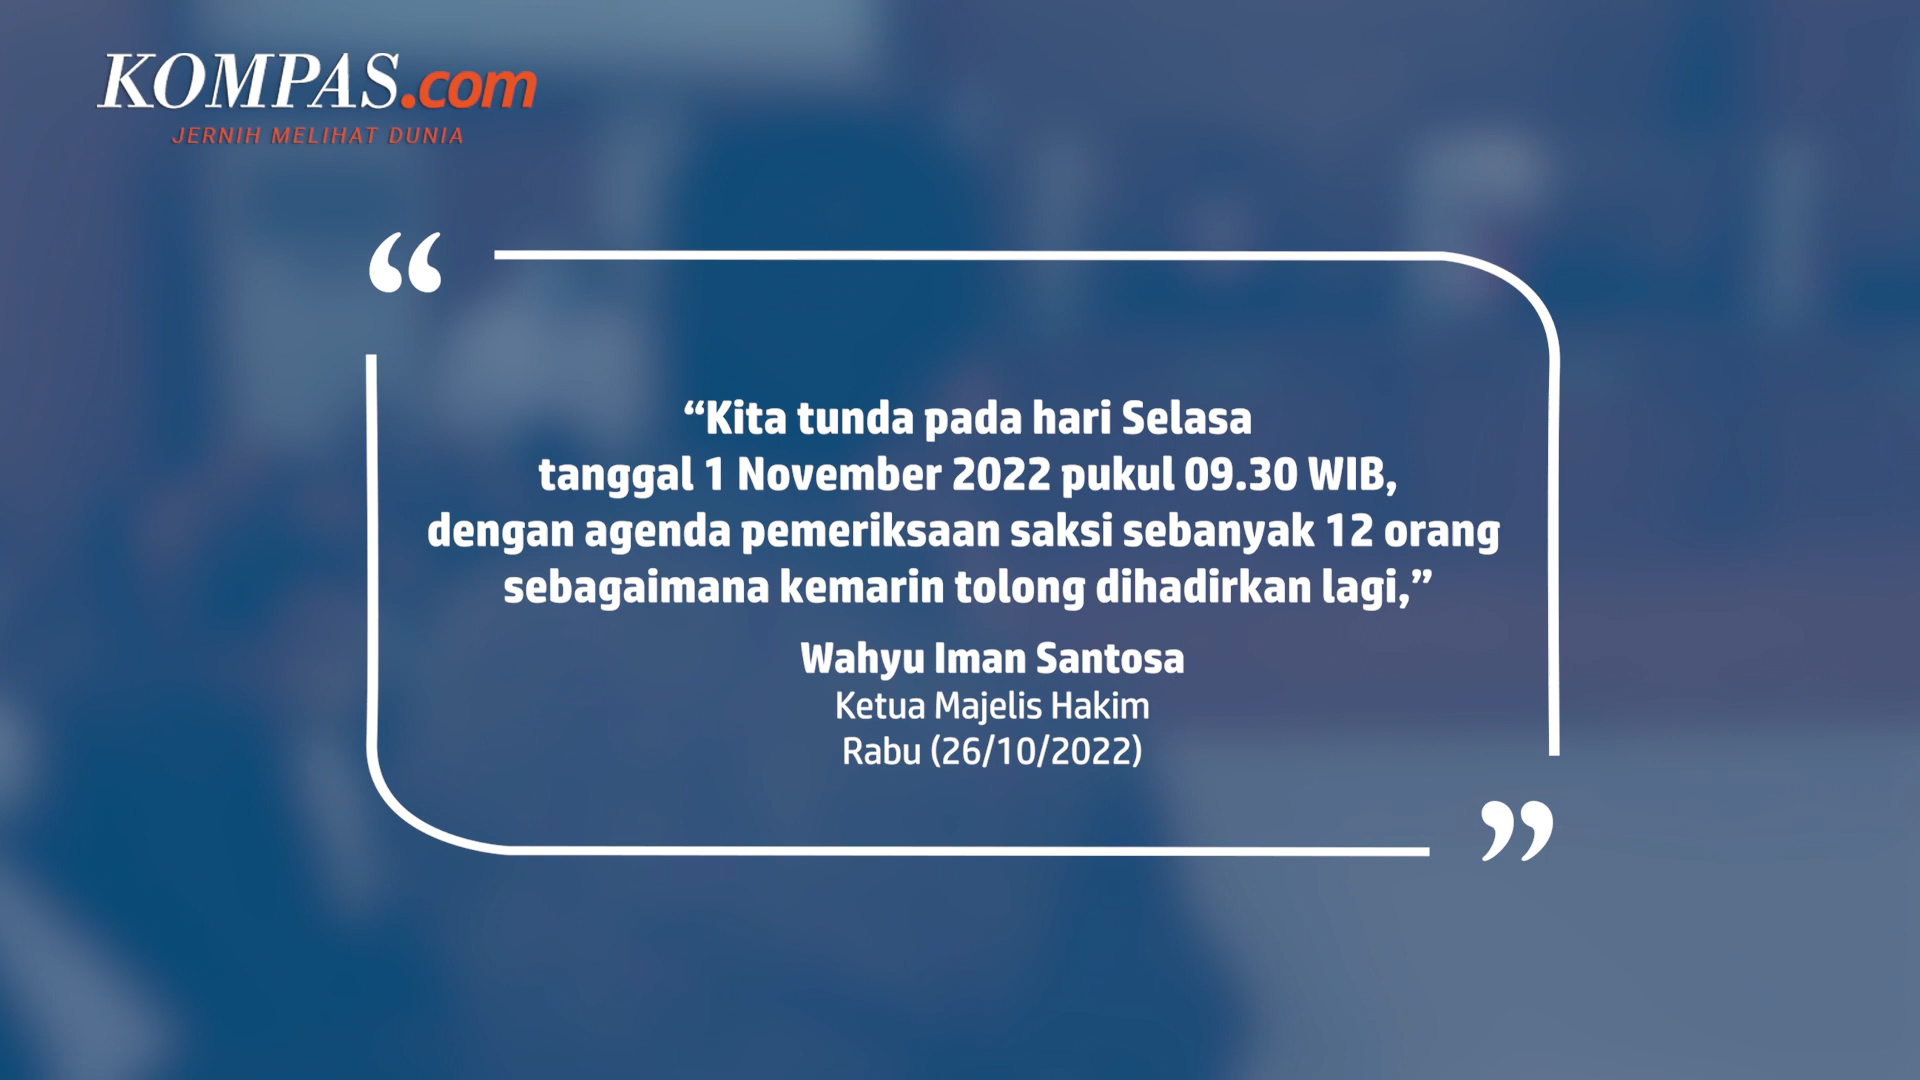 KOMPAS.com
JERNIH MELIHAT DUNIA
“Kita tunda pada hari Selasa
tanggal 1 November 2022 pukul 09.30 WIB,
dengan agenda pemeriksaan saksi sebanyak 12 orang
sebagaimana kemarin tolong dihadirkan lagi,”
Wahyu Iman Santosa
Ketua Majelis Hakim
Rabu (26/10/2022)